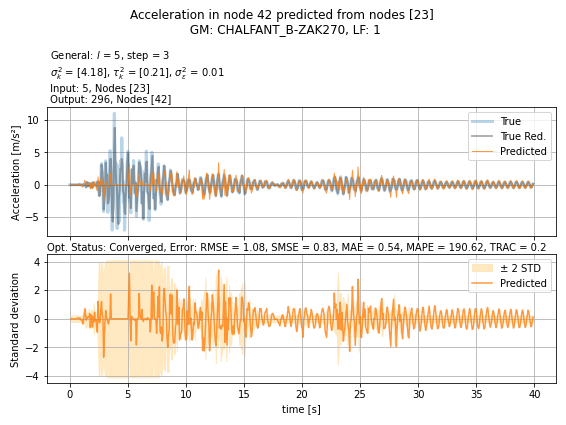 Acceleration in node 42 predicted from nodes [23]
GM: CHALFANT_B-ZAK270, LF: 1
General: l = 5, step = 3
σ²ₖ = [4.18], τ²ₖ = [0.21], σ²ε = 0.01
Input: 5, Nodes [23]
Output: 296, Nodes [42]
Acceleration [m/s²]
10
5
0
−5
True
True Red.
Predicted
Opt. Status: Converged, Error: RMSE = 1.08, SMSE = 0.83, MAE = 0.54, MAPE = 190.62, TRAC = 0.2
Standard deviation
4
2
0
−2
−4
± 2 STD
Predicted
0 5 10 15 20 25 30 35 40
time [s]